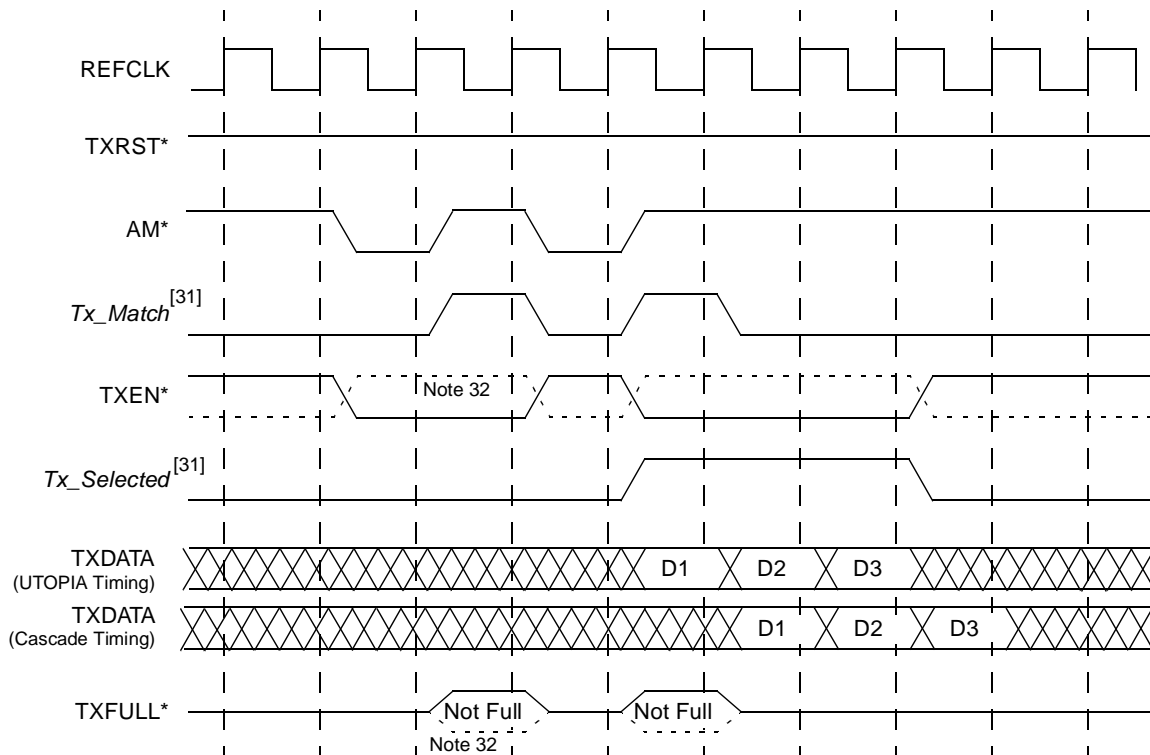 REFCLK
TXRST*
AM*
Tx_Match[31]
TXEN*
Note 32
Tx_Selected[31]
TXDATA
(UTOPIA Timing)
D1 D2 D3
TXDATA
(Cascade Timing)
D1 D2 D3
TXFULL*
Not Full Not Full
Note 32